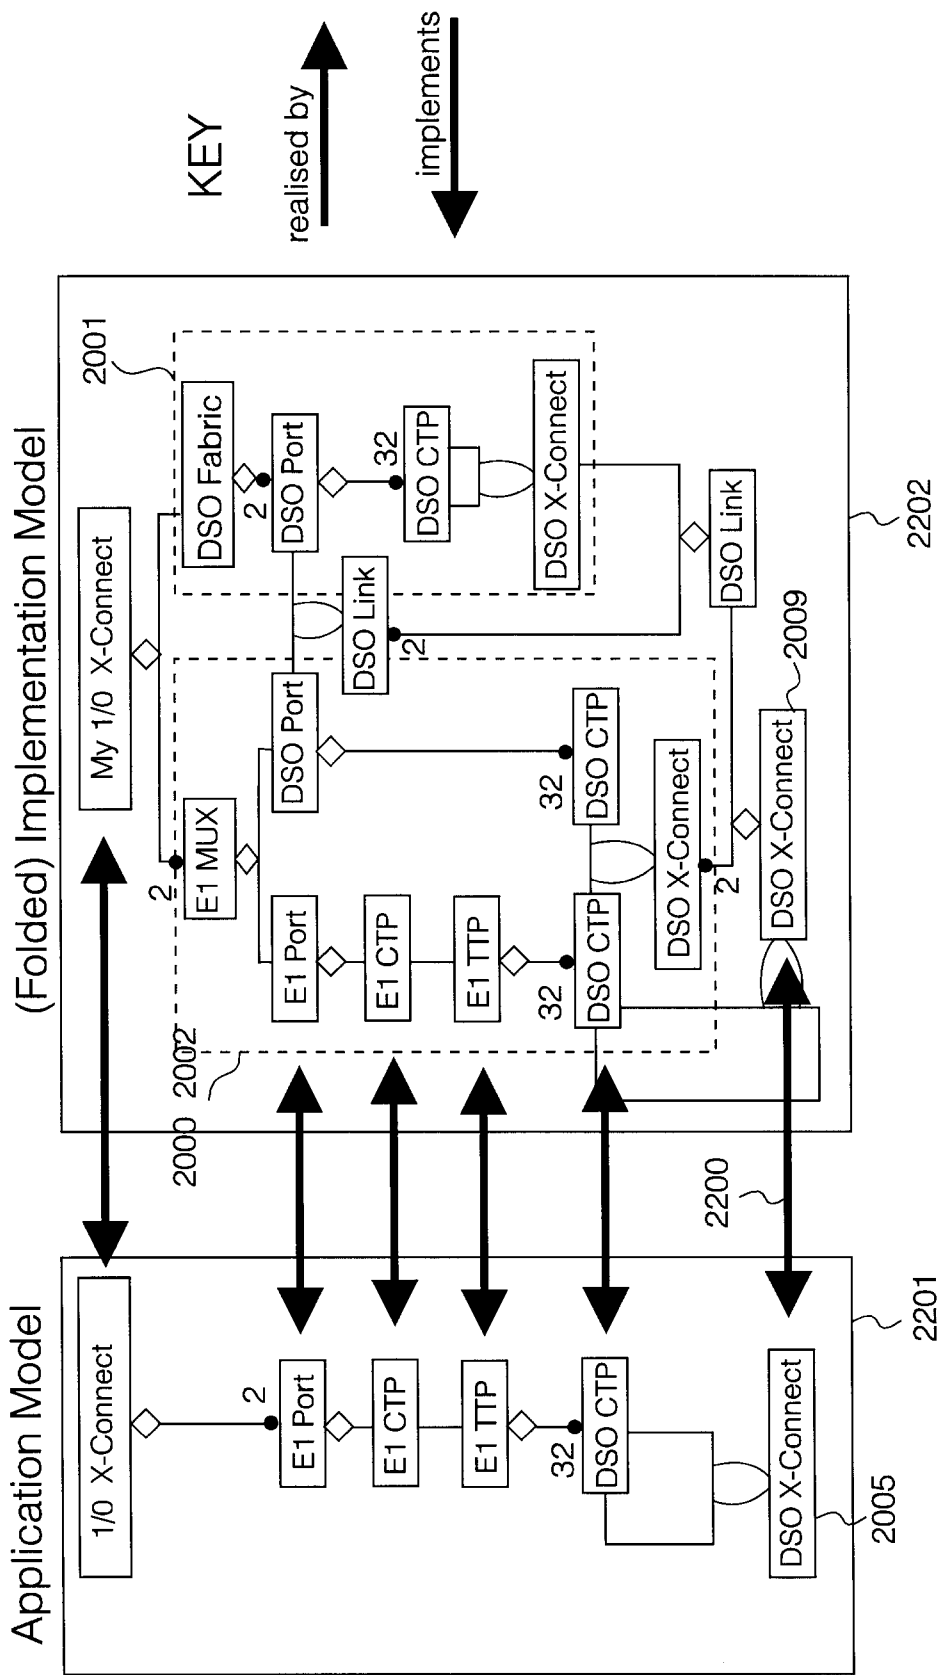 Application Model
1/0 X-Connect
2
E1 Port
E1 CTP
E1 TTP
32
DSO CTP
DSO X-Connect
2005
2201
2200
(Folded) Implementation Model
My 1/0 X-Connect
2000
2002
2
E1 MUX
E1 Port
E1 CTP
E1 TTP
32
DSO CTP
DSO Port
32
DSO CTP
DSO X-Connect
2
DSO Link
2
2001
DSO Fabric
2
DSO Port
32
DSO CTP
DSO X-Connect
DSO Link
DSO X-Connect
2009
2202
KEY
realised by
implements